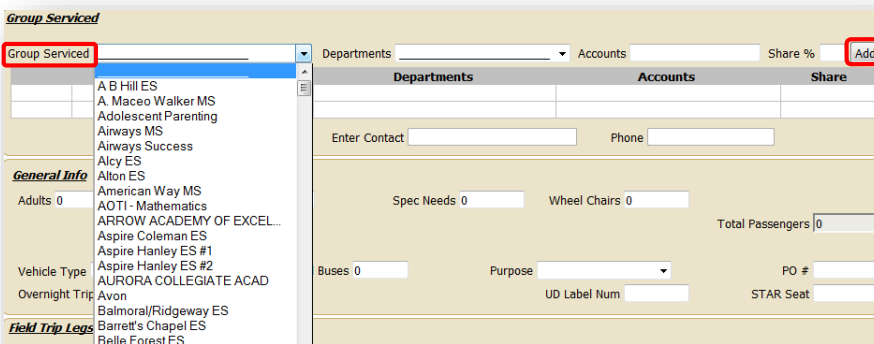 Group Serviced
Group Serviced Departments Accounts Share % Add
Departments Accounts Share
A B Hill ES
A. Maceo Walker MS
Adolescent Parenting
Airways MS
Airways Success
Alcy ES
Alton ES
American Way MS
AOTI - Mathematics
ARROW ACADEMY OF EXCEL...
Aspire Coleman ES
Aspire Hanley ES #1
Aspire Hanley ES #2
AURORA COLLEGIATE ACAD
Avon
Balmoral/Ridgeway ES
Barrett's Chapel ES
Belle Forest ES
Enter Contact Phone
General Info
Adults 0 Spec Needs 0 Wheel Chairs 0
Total Passengers 0
Vehicle Type Buses 0 Purpose PO #
Overnight Trip UD Label Num STAR Seat
Field Trip Legs